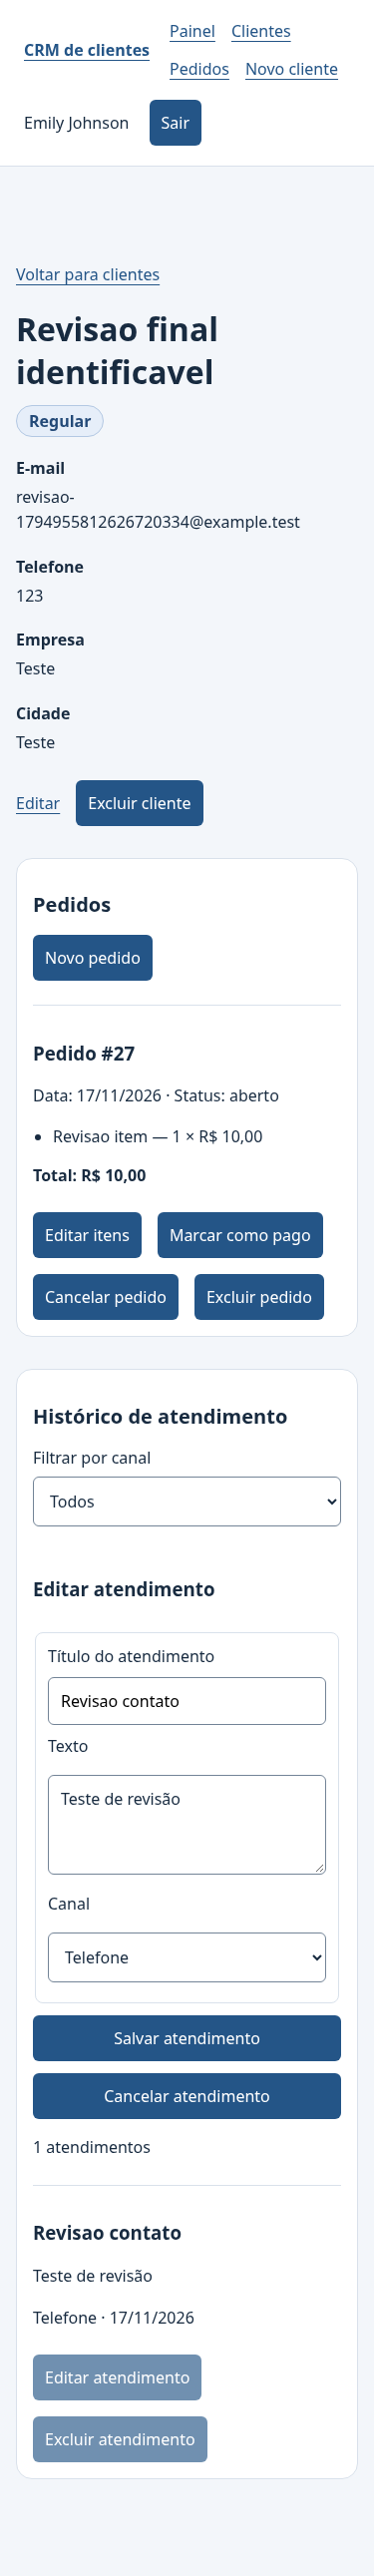 CRM de clientes
Painel Clientes
Pedidos Novo cliente
Emily Johnson Sair
Voltar para clientes
Revisao final
identificavel
Regular
E-mail
revisao-
1794955812626720334@example.test
Telefone
123
Empresa
Teste
Cidade
Teste
Editar Excluir cliente
Pedidos
Novo pedido
Pedido #27
Data: 17/11/2026 · Status: aberto
• Revisao item — 1 × R$ 10,00
Total: R$ 10,00
Editar itens Marcar como pago
Cancelar pedido Excluir pedido
Histórico de atendimento
Filtrar por canal
Todos
Editar atendimento
Título do atendimento
Revisao contato
Texto
Teste de revisão
Canal
Telefone
Salvar atendimento
Cancelar atendimento
1 atendimentos
Revisao contato
Teste de revisão
Telefone · 17/11/2026
Editar atendimento
Excluir atendimento